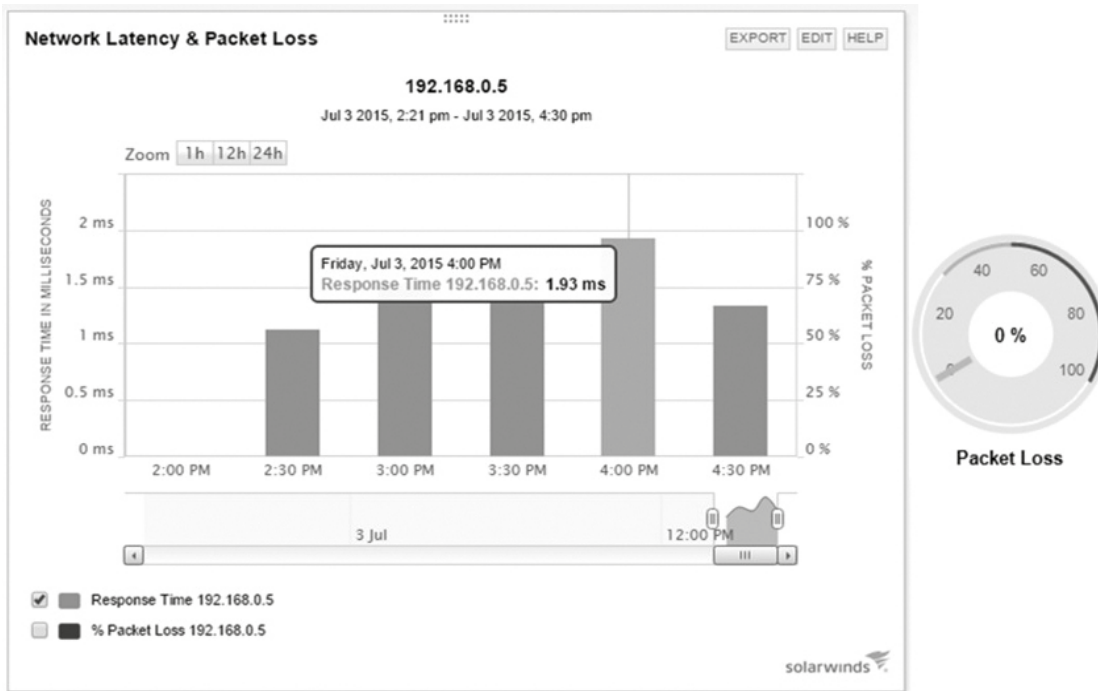 Network Latency & Packet Loss
EXPORT EDIT HELP
192.168.0.5
Jul 3 2015, 2:21 pm - Jul 3 2015, 4:30 pm
Zoom 1h 12h 24h
RESPONSE TIME IN MILLISECONDS
2 ms
1.5 ms
1 ms
0.5 ms
0 ms
Friday, Jul 3, 2015 4:00 PM
Response Time 192.168.0.5: 1.93 ms
100 %
75 %
50 %
25 %
0 %
% PACKET LOSS
2:00 PM 2:30 PM 3:00 PM 3:30 PM 4:00 PM 4:30 PM
3 Jul 12:00 PM
Response Time 192.168.0.5
% Packet Loss 192.168.0.5
solarwinds
0 20 40 60 80 100
0 %
Packet Loss